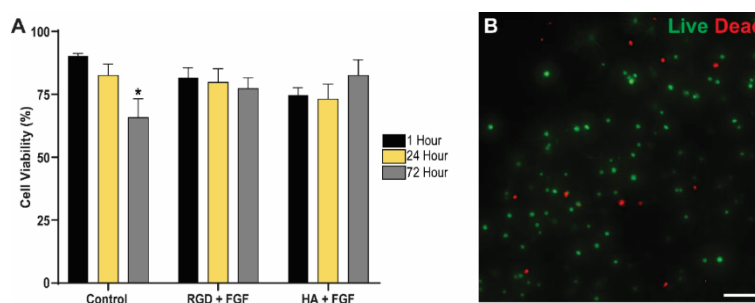 A
100
75
50
25
0
Cell Viability (%)
*
Control
RGD + FGF
HA + FGF
1 Hour
24 Hour
72 Hour
B
Live Dead